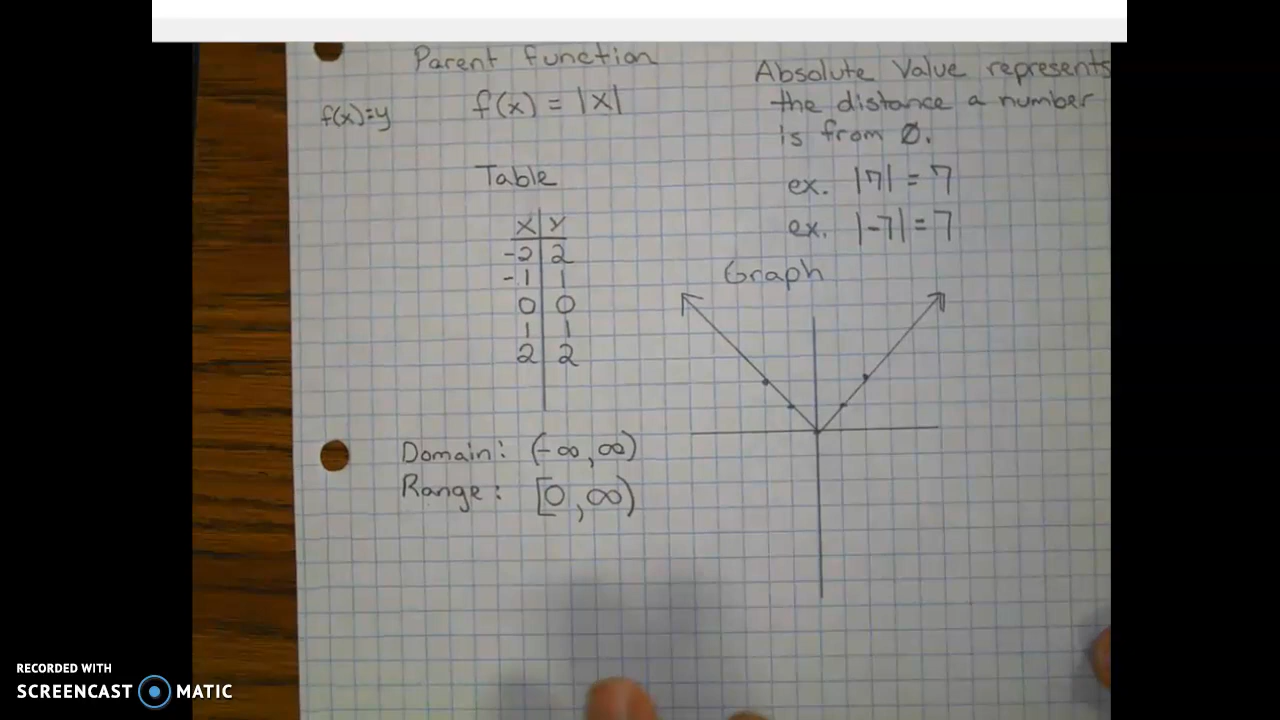 Parent function
f(x)=y
f(x) = |x|
Absolute Value represents
the distance a number
is from 0.
ex. |7| = 7
ex. |-7| = 7
Table
X Y
-2 2
-1 1
0 0
1 1
2 2
Graph
Domain: (-∞, ∞)
Range: [0, ∞)
RECORDED WITH
SCREENCAST MATIC